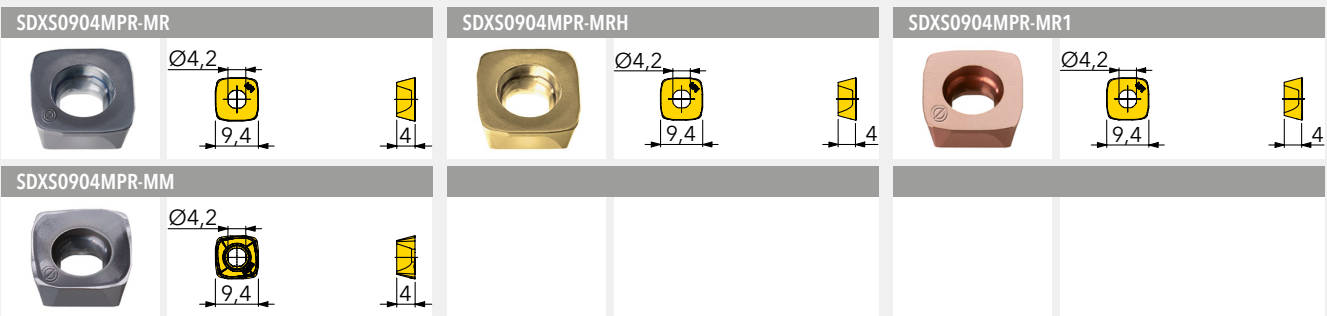 SDXS0904MPR-MR
Ø4,2
9,4
4
SDXS0904MPR-MRH
Ø4,2
9,4
4
SDXS0904MPR-MR1
Ø4,2
9,4
4
SDXS0904MPR-MM
Ø4,2
9,4
4